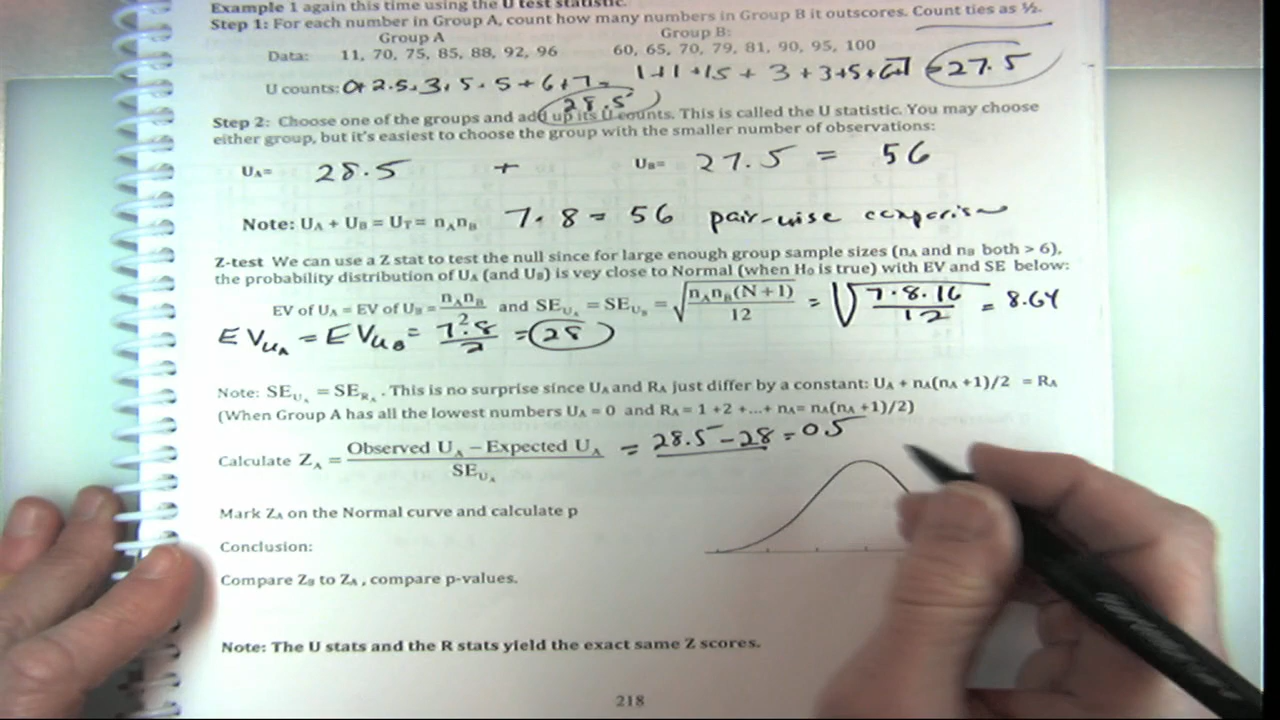 Example 1 again this time using the U test statistic.
Step 1: For each number in Group A, count how many numbers in Group B it outscores. Count ties as ½.
Group A Group B:
Data: 11, 70, 75, 85, 88, 92, 96 60, 65, 70, 79, 81, 90, 95, 100
U counts: 0+ 2.5, 3, 5, 5 + 6 + 7 = 1+1+1.5 + 3 +3+5+6+7 = 27.5
28.5
Step 2: Choose one of the groups and add up its U counts. This is called the U statistic. You may choose
either group, but it's easiest to choose the group with the smaller number of observations:
UA= 28.5 + UB= 27.5 = 56
Note: UA + UB = UT = nAnB 7·8 = 56 pair-wise comparison
Z-test We can use a Z stat to test the null since for large enough group sample sizes (nA and nB both > 6),
the probability distribution of UA (and UB) is vey close to Normal (when H0 is true) with EV and SE below:
EV of UA = EV of UB = nAnB/2 and SEUA = SEUB = √(nAnB(N+1)/12) = √(7·8·16/12) = 8.64
EVUA = EVUB = 7·8/2 = 28
Note: SEUA = SERA. This is no surprise since UA and RA just differ by a constant: UA + nA(nA +1)/2 = RA
(When Group A has all the lowest numbers UA = 0 and RA = 1 +2 +...+ nA= nA(nA +1)/2)
Calculate ZA = Observed UA − Expected UA / SEUA = 28.5 − 28 = 0.5
Mark ZA on the Normal curve and calculate p
Conclusion:
Compare ZB to ZA , compare p-values.
Note: The U stats and the R stats yield the exact same Z scores.
218